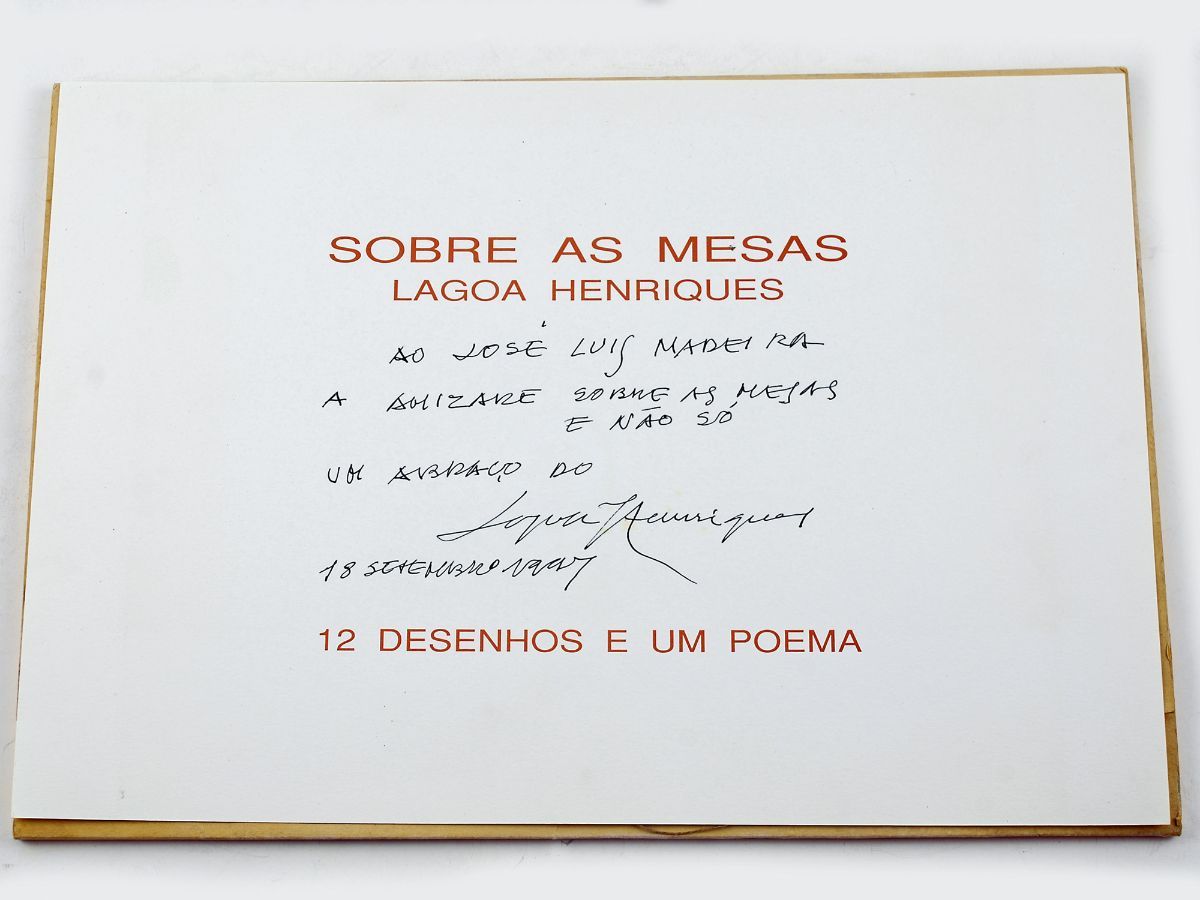 SOBRE AS MESAS
LAGOA HENRIQUES
AO JOSÉ LUIS MADEIRA
A AMIZADE SOBRE AS MESAS
E NÃO SÓ
UM ABRAÇO DO
Lagoa Henriques
18 SETEMBRO 1997
12 DESENHOS E UM POEMA